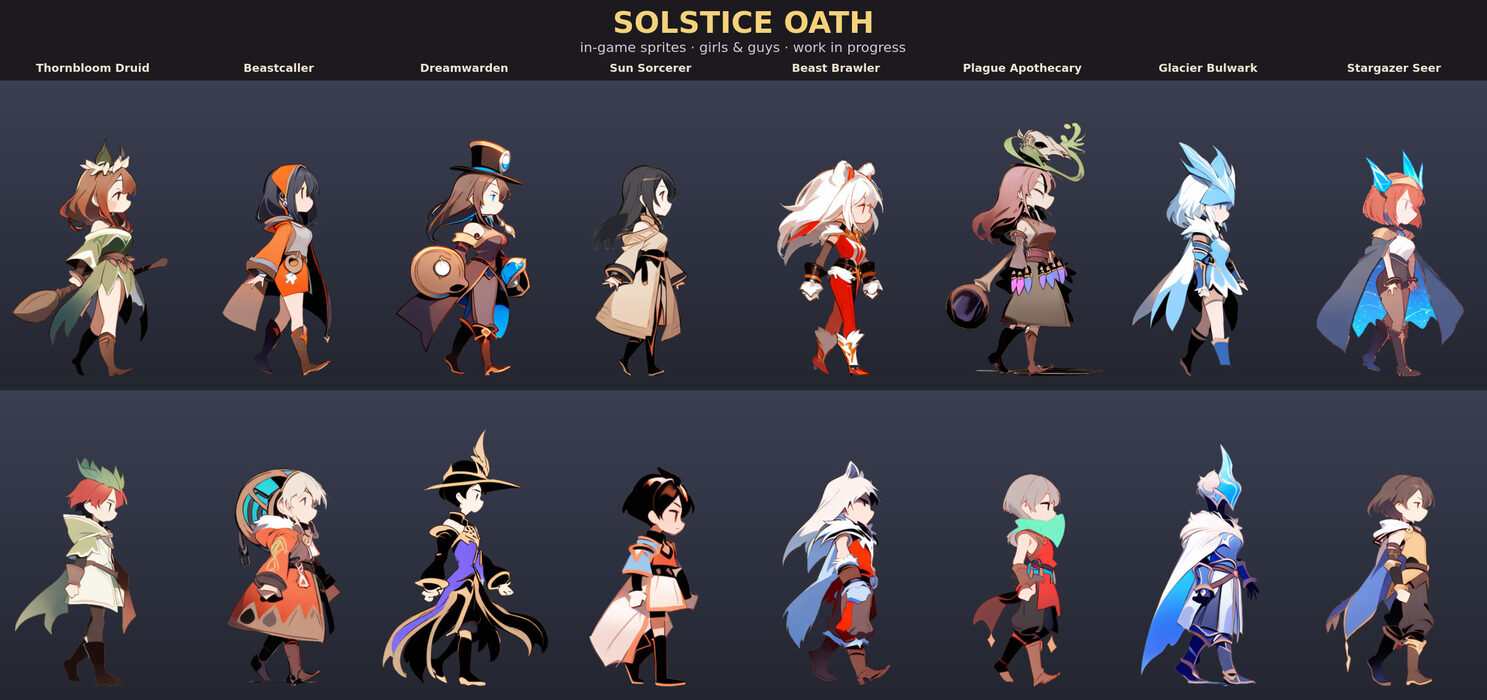 SOLSTICE OATH
in-game sprites · girls & guys · work in progress
Thornbloom Druid Beastcaller Dreamwarden Sun Sorcerer Beast Brawler Plague Apothecary Glacier Bulwark Stargazer Seer